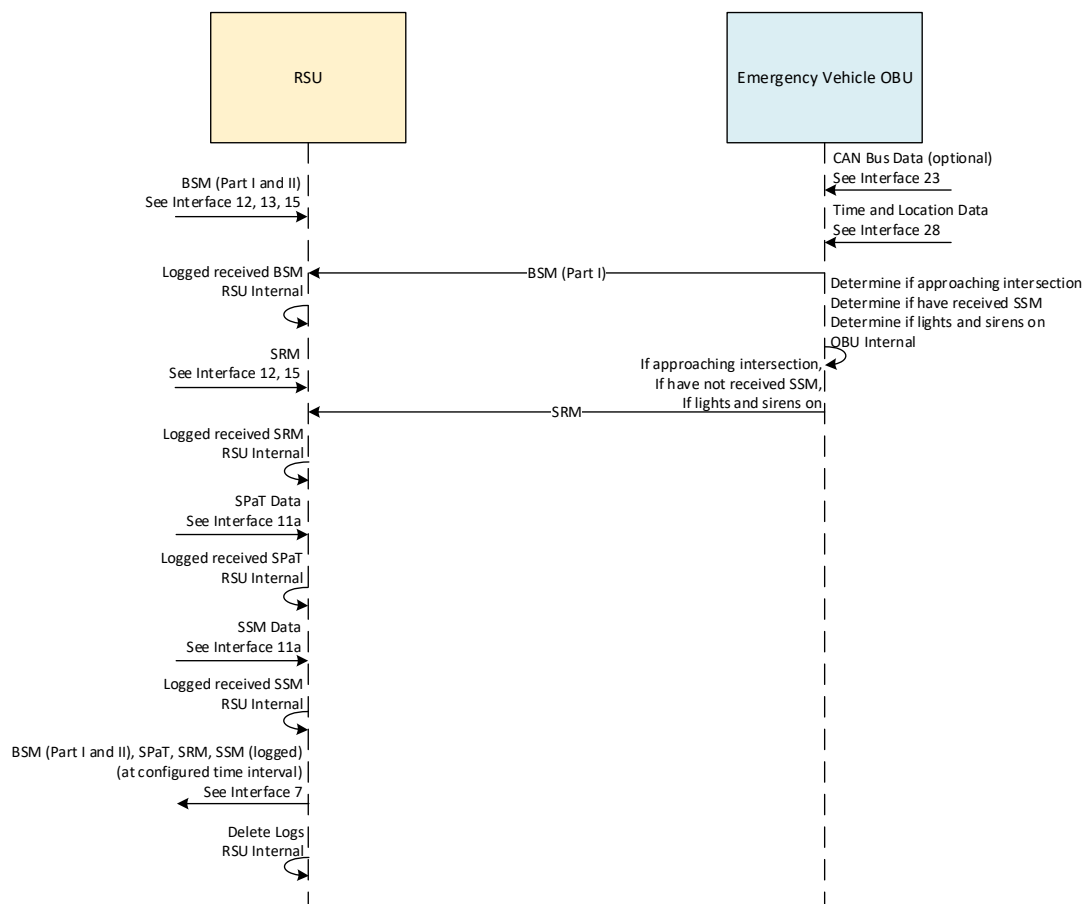 RSU
Emergency Vehicle OBU
CAN Bus Data (optional)
See Interface 23
BSM (Part I and II)
See Interface 12, 13, 15
Time and Location Data
See Interface 28
BSM (Part I)
Logged received BSM
RSU Internal
Determine if approaching intersection
Determine if have received SSM
Determine if lights and sirens on
OBU Internal
SRM
See Interface 12, 15
If approaching intersection,
If have not received SSM,
If lights and sirens on
SRM
Logged received SRM
RSU Internal
SPaT Data
See Interface 11a
Logged received SPaT
RSU Internal
SSM Data
See Interface 11a
Logged received SSM
RSU Internal
BSM (Part I and II), SPaT, SRM, SSM (logged)
(at configured time interval)
See Interface 7
Delete Logs
RSU Internal